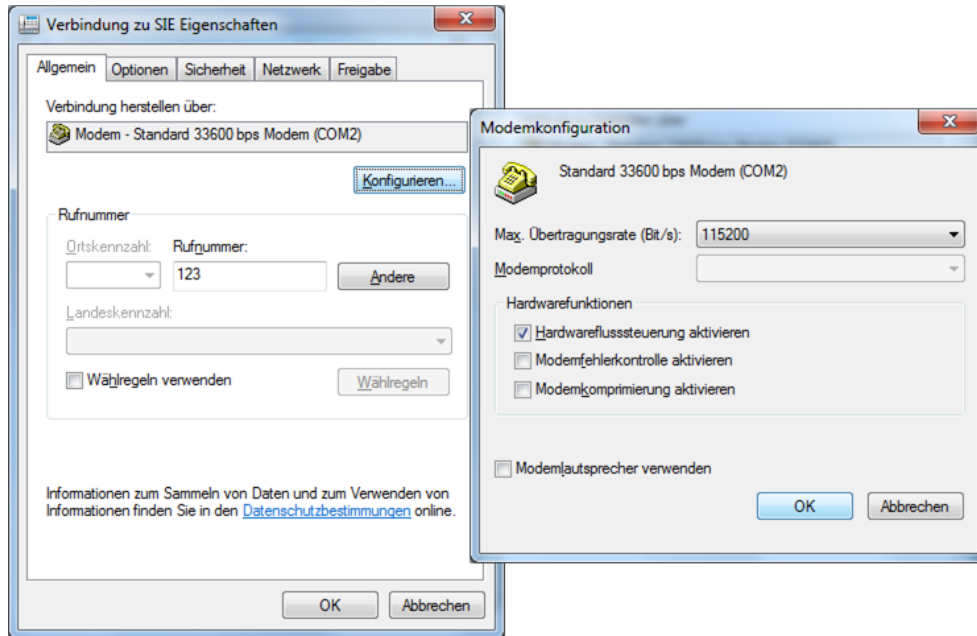 Verbindung zu SIE Eigenschaften
Allgemein
Optionen
Sicherheit
Netzwerk
Freigabe
Verbindung herstellen über:
Modem - Standard 33600 bps Modem (COM2)
Konfigurieren...
Rufnummer
Ortskennzahl:
Rufnummer:
123
Andere
Landeskennzahl:
Wählregeln verwenden
Wählregeln
Informationen zum Sammeln von Daten und zum Verwenden von
Informationen finden Sie in den Datenschutzbestimmungen online.
OK
Abbrechen
Modemkonfiguration
Standard 33600 bps Modem (COM2)
Max. Übertragungsrate (Bit/s):
115200
Modemprotokoll
Hardwarefunktionen
Hardwareflusssteuerung aktivieren
Modemfehlerkontrolle aktivieren
Modemkomprimierung aktivieren
Modemlautsprecher verwenden
OK
Abbrechen